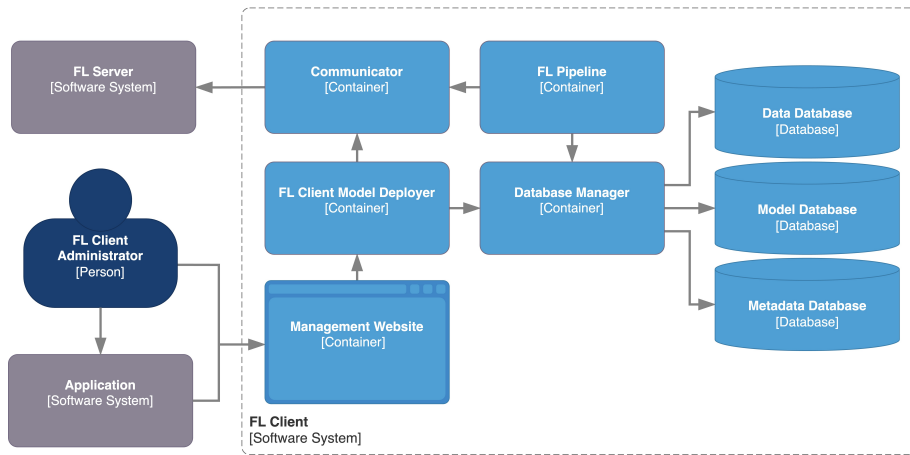 FL Server
[Software System]
Communicator
[Container]
FL Pipeline
[Container]
Data Database
[Database]
FL Client Model Deployer
[Container]
Database Manager
[Container]
Model Database
[Database]
FL Client
Administrator
[Person]
Management Website
[Container]
Metadata Database
[Database]
Application
[Software System]
FL Client
[Software System]